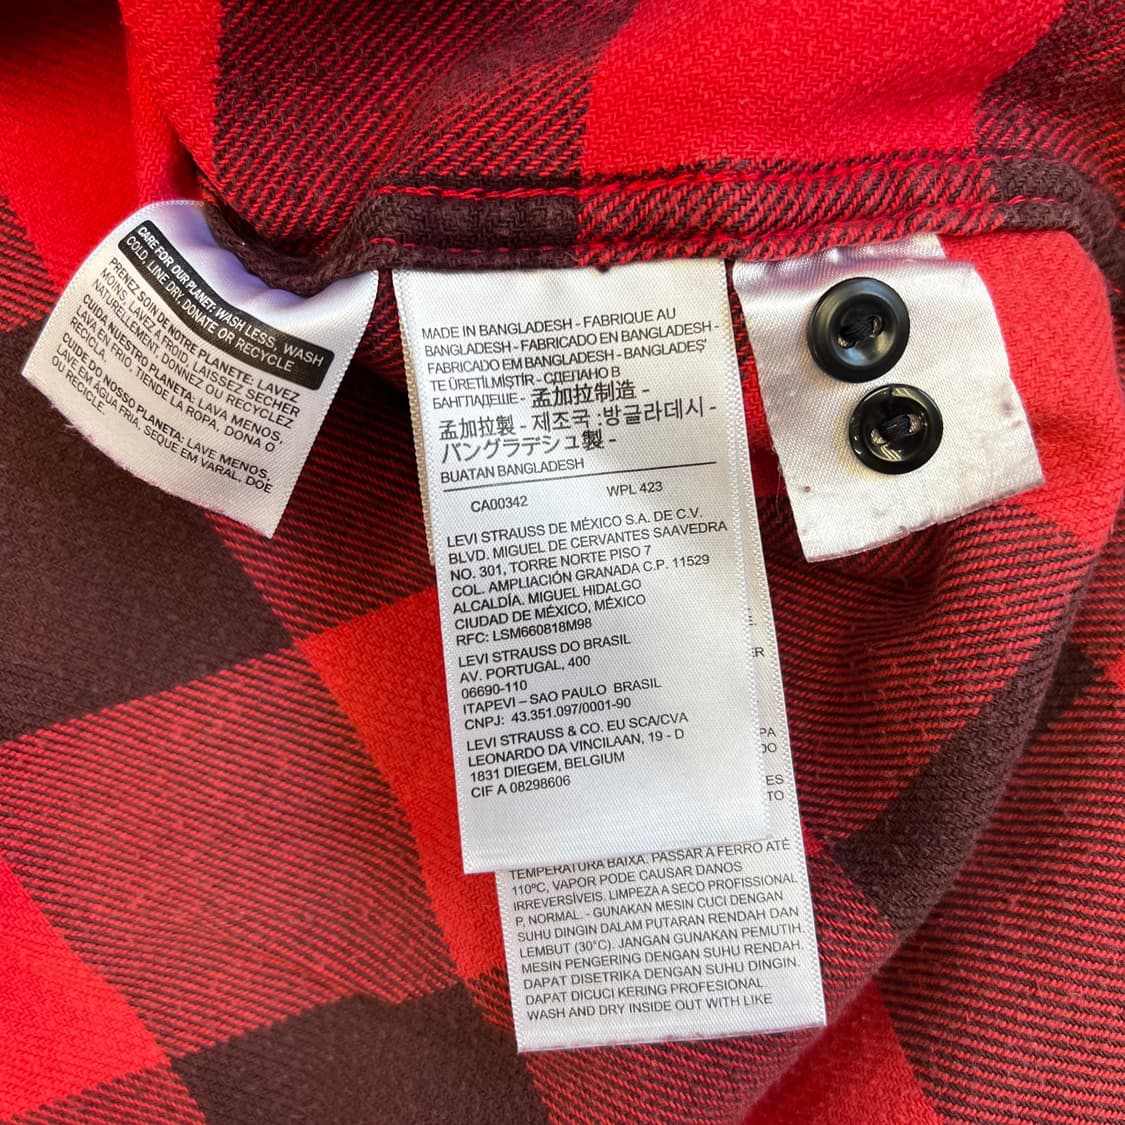 CARE FOR OUR PLANET: WASH LESS, WASH
COLD, LINE DRY, DONATE OR RECYCLE
PRENEZ SOIN DE NOTRE PLANETE: LAVEZ
MOINS, LAVEZ À FROID, LAISSEZ SECHER
NATURELLEMENT, DONNEZ OU RECYCLEZ
CUIDA NUESTRO PLANETA: LAVA MENOS,
LAVA EN FRIO, TIENDE LA ROPA, DONA O
RECICLA.
CUIDE DO NOSSO PLANETA: LAVE MENOS,
LAVE EM ÁGUA FRIA, SEQUE EM VARAL, DOE
OU RECICLE.
MADE IN BANGLADESH - FABRIQUE AU
BANGLADESH - FABRICADO EN BANGLADESH -
FABRICADO EM BANGLADESH - BANGLADEŞ'
TE ÜRETİLMİŞTİR - СДЕЛАНО В
БАНГЛАДЕШЕ - 孟加拉制造 -
孟加拉製 - 제조국 :방글라데시 -
バングラデシュ製 -
BUATAN BANGLADESH
CA00342 WPL 423
LEVI STRAUSS DE MÉXICO S.A. DE C.V.
BLVD. MIGUEL DE CERVANTES SAAVEDRA
NO. 301, TORRE NORTE PISO 7
COL. AMPLIACIÓN GRANADA C.P. 11529
ALCALDÍA. MIGUEL HIDALGO
CIUDAD DE MÉXICO, MÉXICO
RFC: LSM660818M98
LEVI STRAUSS DO BRASIL
AV. PORTUGAL, 400
06690-110
ITAPEVI – SAO PAULO BRASIL
CNPJ: 43.351.097/0001-90
LEVI STRAUSS & CO. EU SCA/CVA
LEONARDO DA VINCILAAN, 19 - D
1831 DIEGEM, BELGIUM
CIF A 08298606
TEMPERATURA BAIXA. PASSAR A FERRO ATÉ
110ºC, VAPOR PODE CAUSAR DANOS
IRREVERSÍVEIS. LIMPEZA A SECO PROFISSIONAL
P, NORMAL. - GUNAKAN MESIN CUCI DENGAN
SUHU DINGIN DALAM PUTARAN RENDAH DAN
LEMBUT (30°C). JANGAN GUNAKAN PEMUTIH.
MESIN PENGERING DENGAN SUHU RENDAH.
DAPAT DISETRIKA DENGAN SUHU DINGIN.
DAPAT DICUCI KERING PROFESIONAL
WASH AND DRY INSIDE OUT WITH LIKE